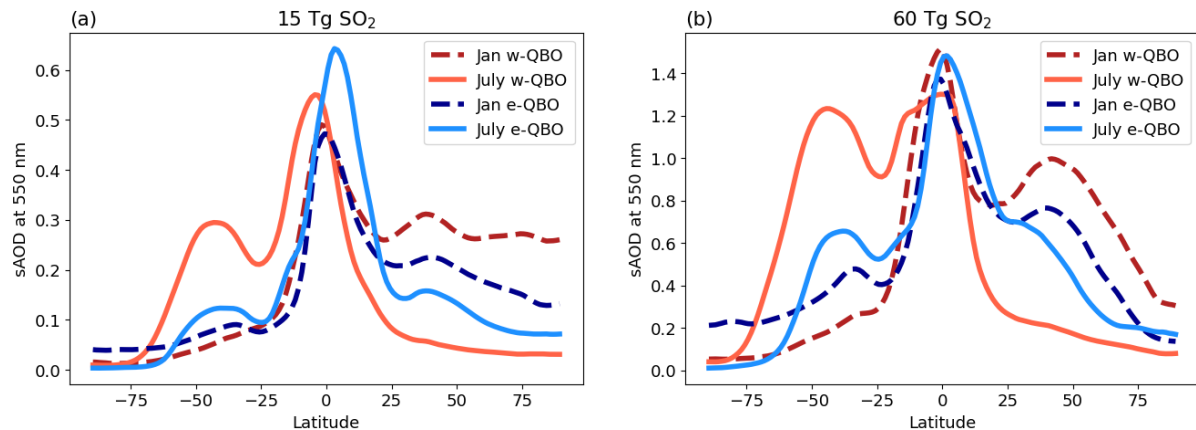 (a)
15 Tg SO₂
sAOD at 550 nm
0.6
0.5
0.4
0.3
0.2
0.1
0.0
Jan w-QBO
July w-QBO
Jan e-QBO
July e-QBO
−75
−50
−25
0
25
50
75
Latitude
(b)
60 Tg SO₂
sAOD at 550 nm
1.4
1.2
1.0
0.8
0.6
0.4
0.2
0.0
Jan w-QBO
July w-QBO
Jan e-QBO
July e-QBO
−75
−50
−25
0
25
50
75
Latitude